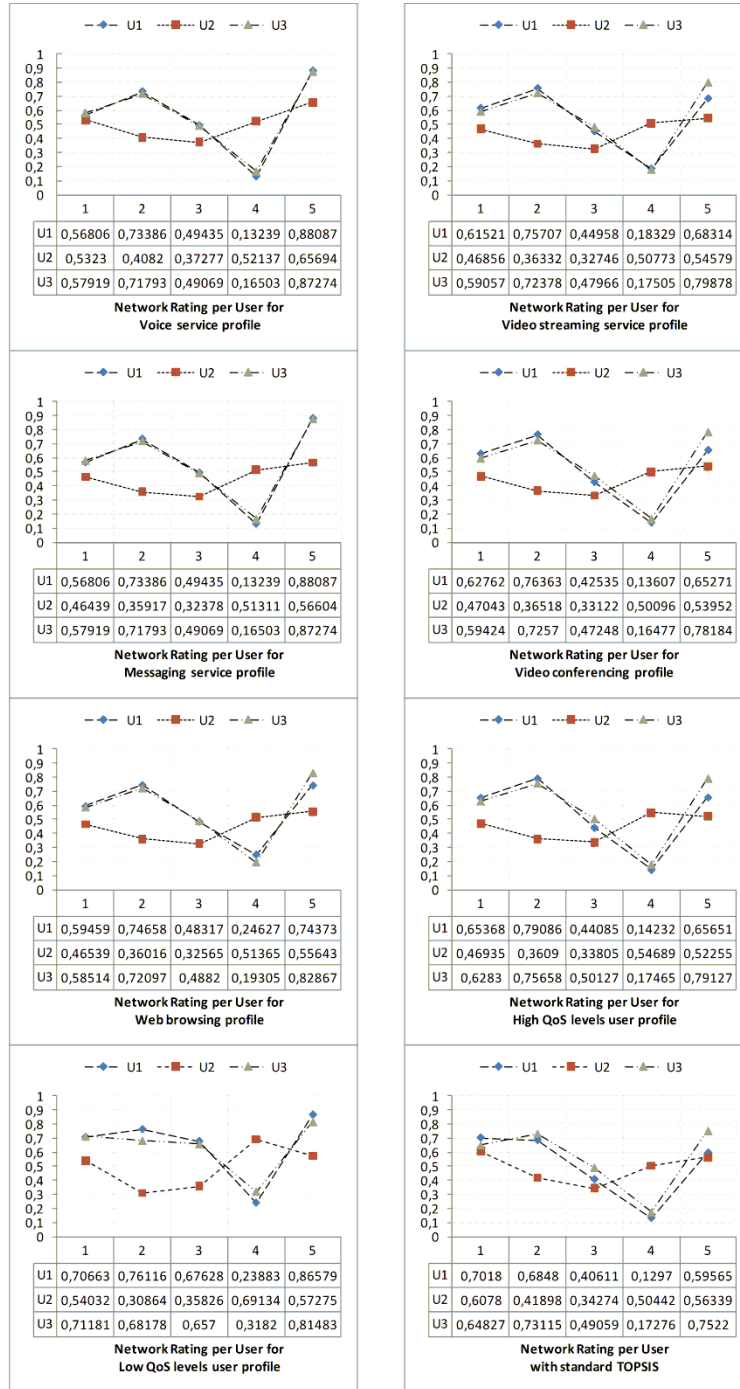 U1 U2 U3
1
0,9
0,8
0,7
0,6
0,5
0,4
0,3
0,2
0,1
0
1 2 3 4 5
U1 0,56806 0,73386 0,49435 0,13239 0,88087
U2 0,5323 0,4082 0,37277 0,52137 0,65694
U3 0,57919 0,71793 0,49069 0,16503 0,87274
Network Rating per User for
Voice service profile
U1 U2 U3
1
0,9
0,8
0,7
0,6
0,5
0,4
0,3
0,2
0,1
0
1 2 3 4 5
U1 0,61521 0,75707 0,44958 0,18329 0,68314
U2 0,46856 0,36332 0,32746 0,50773 0,54579
U3 0,59057 0,72378 0,47966 0,17505 0,79878
Network Rating per User for
Video streaming service profile
U1 U2 U3
1
0,9
0,8
0,7
0,6
0,5
0,4
0,3
0,2
0,1
0
1 2 3 4 5
U1 0,56806 0,73386 0,49435 0,13239 0,88087
U2 0,46439 0,35917 0,32378 0,51311 0,56604
U3 0,57919 0,71793 0,49069 0,16503 0,87274
Network Rating per User for
Messaging service profile
U1 U2 U3
1
0,9
0,8
0,7
0,6
0,5
0,4
0,3
0,2
0,1
0
1 2 3 4 5
U1 0,62762 0,76363 0,42535 0,13607 0,65271
U2 0,47043 0,36518 0,33122 0,50096 0,53952
U3 0,59424 0,7257 0,47248 0,16477 0,78184
Network Rating per User for
Video conferencing profile
U1 U2 U3
1
0,9
0,8
0,7
0,6
0,5
0,4
0,3
0,2
0,1
0
1 2 3 4 5
U1 0,59459 0,74658 0,48317 0,24627 0,74373
U2 0,46539 0,36016 0,32565 0,51365 0,55643
U3 0,58514 0,72097 0,4882 0,19305 0,82867
Network Rating per User for
Web browsing profile
U1 U2 U3
1
0,9
0,8
0,7
0,6
0,5
0,4
0,3
0,2
0,1
0
1 2 3 4 5
U1 0,65368 0,79086 0,44085 0,14232 0,65651
U2 0,46935 0,3609 0,33805 0,54689 0,52255
U3 0,6283 0,75658 0,50127 0,17465 0,79127
Network Rating per User for
High QoS levels user profile
U1 U2 U3
1
0,9
0,8
0,7
0,6
0,5
0,4
0,3
0,2
0,1
0
1 2 3 4 5
U1 0,70663 0,76116 0,67628 0,23883 0,86579
U2 0,54032 0,30864 0,35826 0,69134 0,57275
U3 0,71181 0,68178 0,657 0,3182 0,81483
Network Rating per User for
Low QoS levels user profile
U1 U2 U3
1
0,9
0,8
0,7
0,6
0,5
0,4
0,3
0,2
0,1
0
1 2 3 4 5
U1 0,7018 0,6848 0,40611 0,1297 0,59565
U2 0,6078 0,41898 0,34274 0,50442 0,56339
U3 0,64827 0,73115 0,49059 0,17276 0,7522
Network Rating per User
with standard TOPSIS